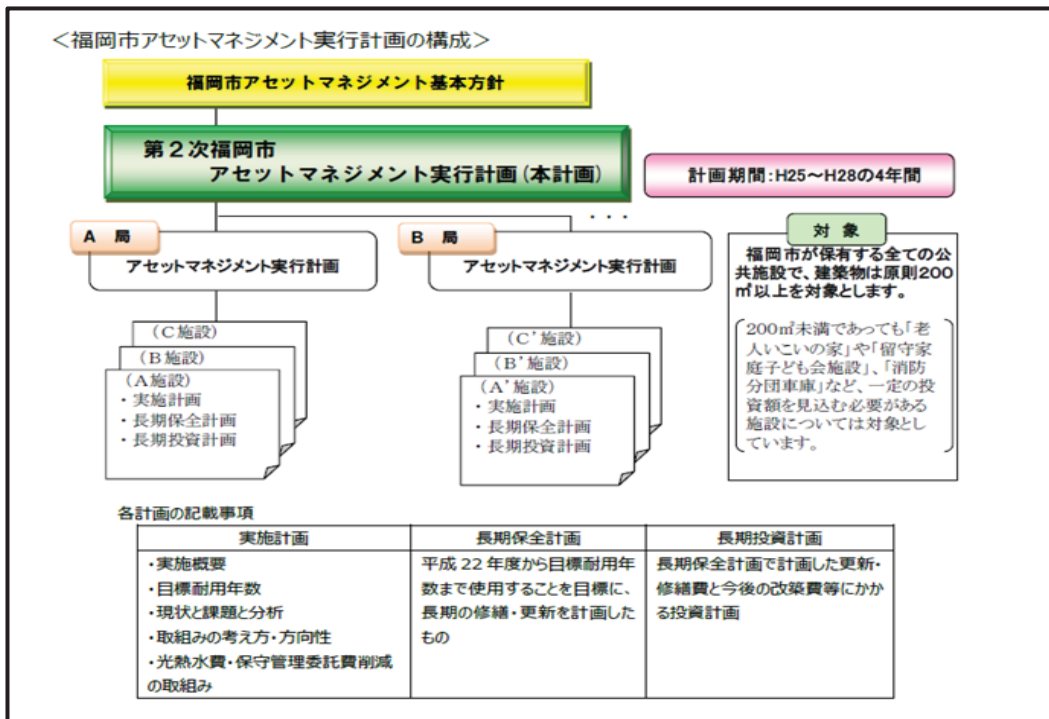 ＜福岡市アセットマネジメント実行計画の構成＞
福岡市アセットマネジメント基本方針
第２次福岡市
アセットマネジメント実行計画(本計画)
計画期間:H25～H28の4年間
・・・
A 局
アセットマネジメント実行計画
B 局
アセットマネジメント実行計画
対 象
福岡市が保有する全ての公
共施設で、建築物は原則200
㎡以上を対象とします。
200㎡未満であっても「老
人いこいの家」や「留守家
庭子ども会施設」、「消防
分団車庫」など、一定の投
資額を見込む必要がある
施設については対象とし
ています。
(C施設)
(B施設)
(A施設)
・実施計画
・長期保全計画
・長期投資計画
(C'施設)
(B'施設)
(A'施設)
・実施計画
・長期保全計画
・長期投資計画
各計画の記載事項
実施計画
・実施概要
・目標耐用年数
・現状と課題と分析
・取組みの考え方・方向性
・光熱水費・保守管理委託費削減
の取組み
長期保全計画
平成 22 年度から目標耐用年
数まで使用することを目標に、
長期の修繕・更新を計画した
もの
長期投資計画
長期保全計画で計画した更新・
修繕費と今後の改築費等にかか
る投資計画